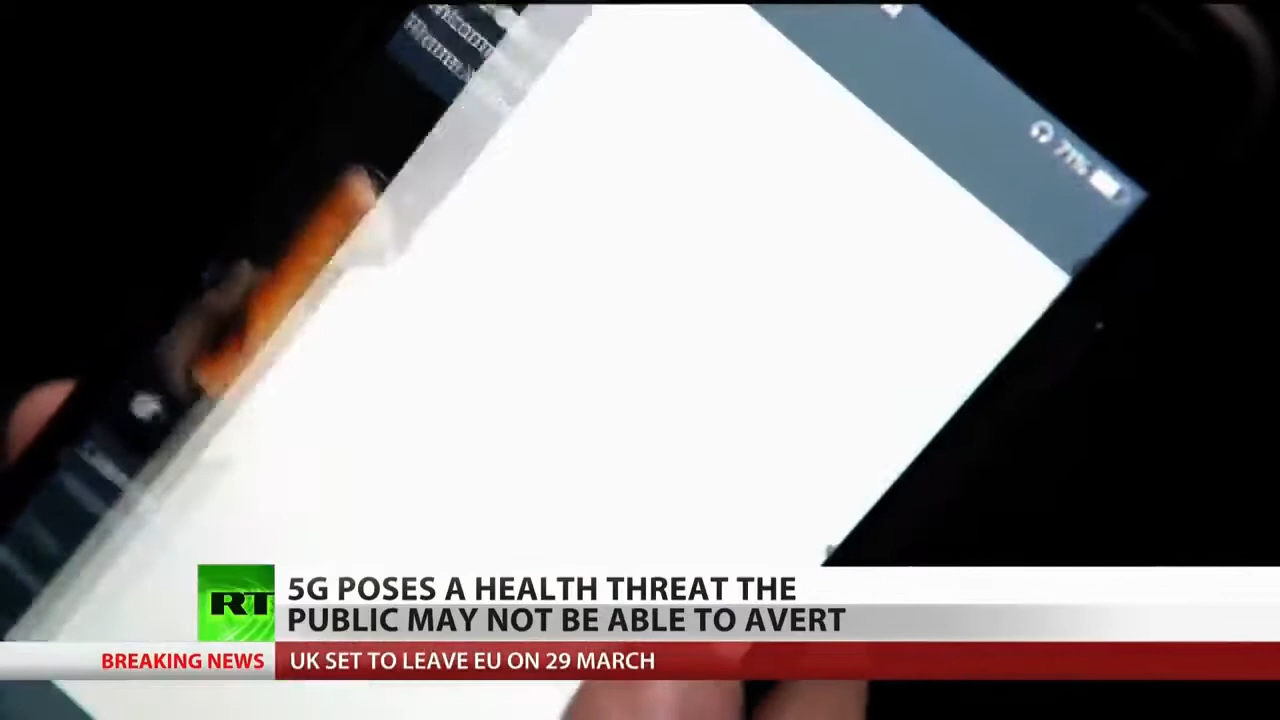 71%
RT
5G POSES A HEALTH THREAT THE
PUBLIC MAY NOT BE ABLE TO AVERT
BREAKING NEWS
UK SET TO LEAVE EU ON 29 MARCH